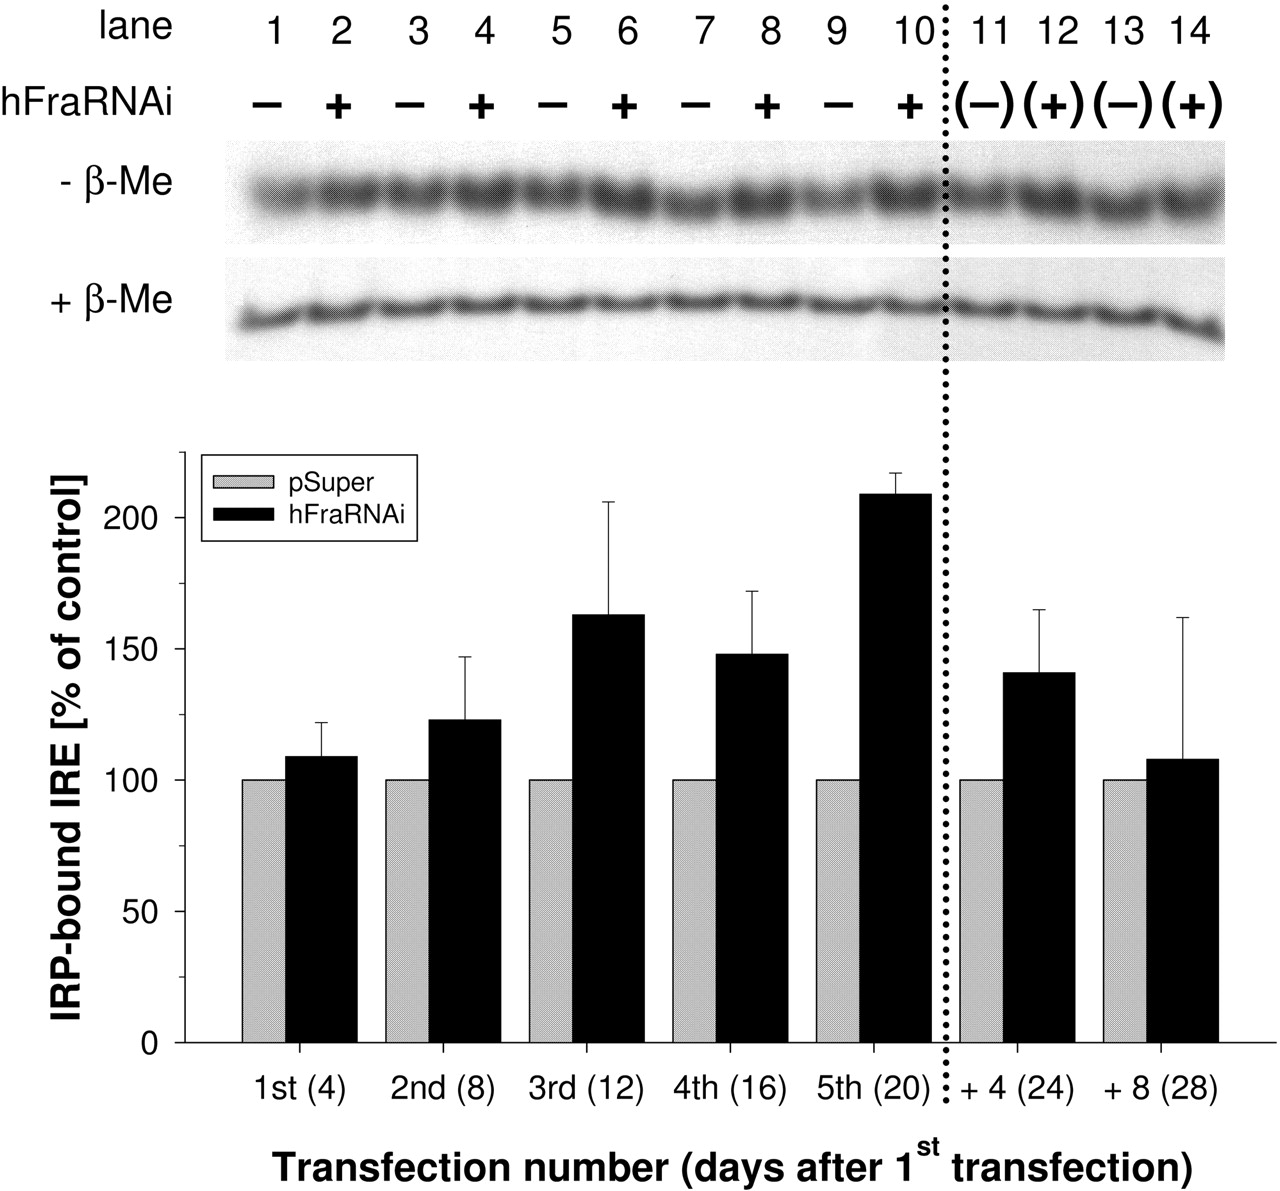 lane 1 2 3 4 5 6 7 8 9 10 11 12 13 14
hFraRNAi – + – + – + – + – + (–) (+) (–) (+)
- β-Me
+ β-Me
pSuper
hFraRNAi
IRP-bound IRE [% of control]
200
150
100
50
0
1st (4) 2nd (8) 3rd (12) 4th (16) 5th (20) + 4 (24) + 8 (28)
Transfection number (days after 1st transfection)